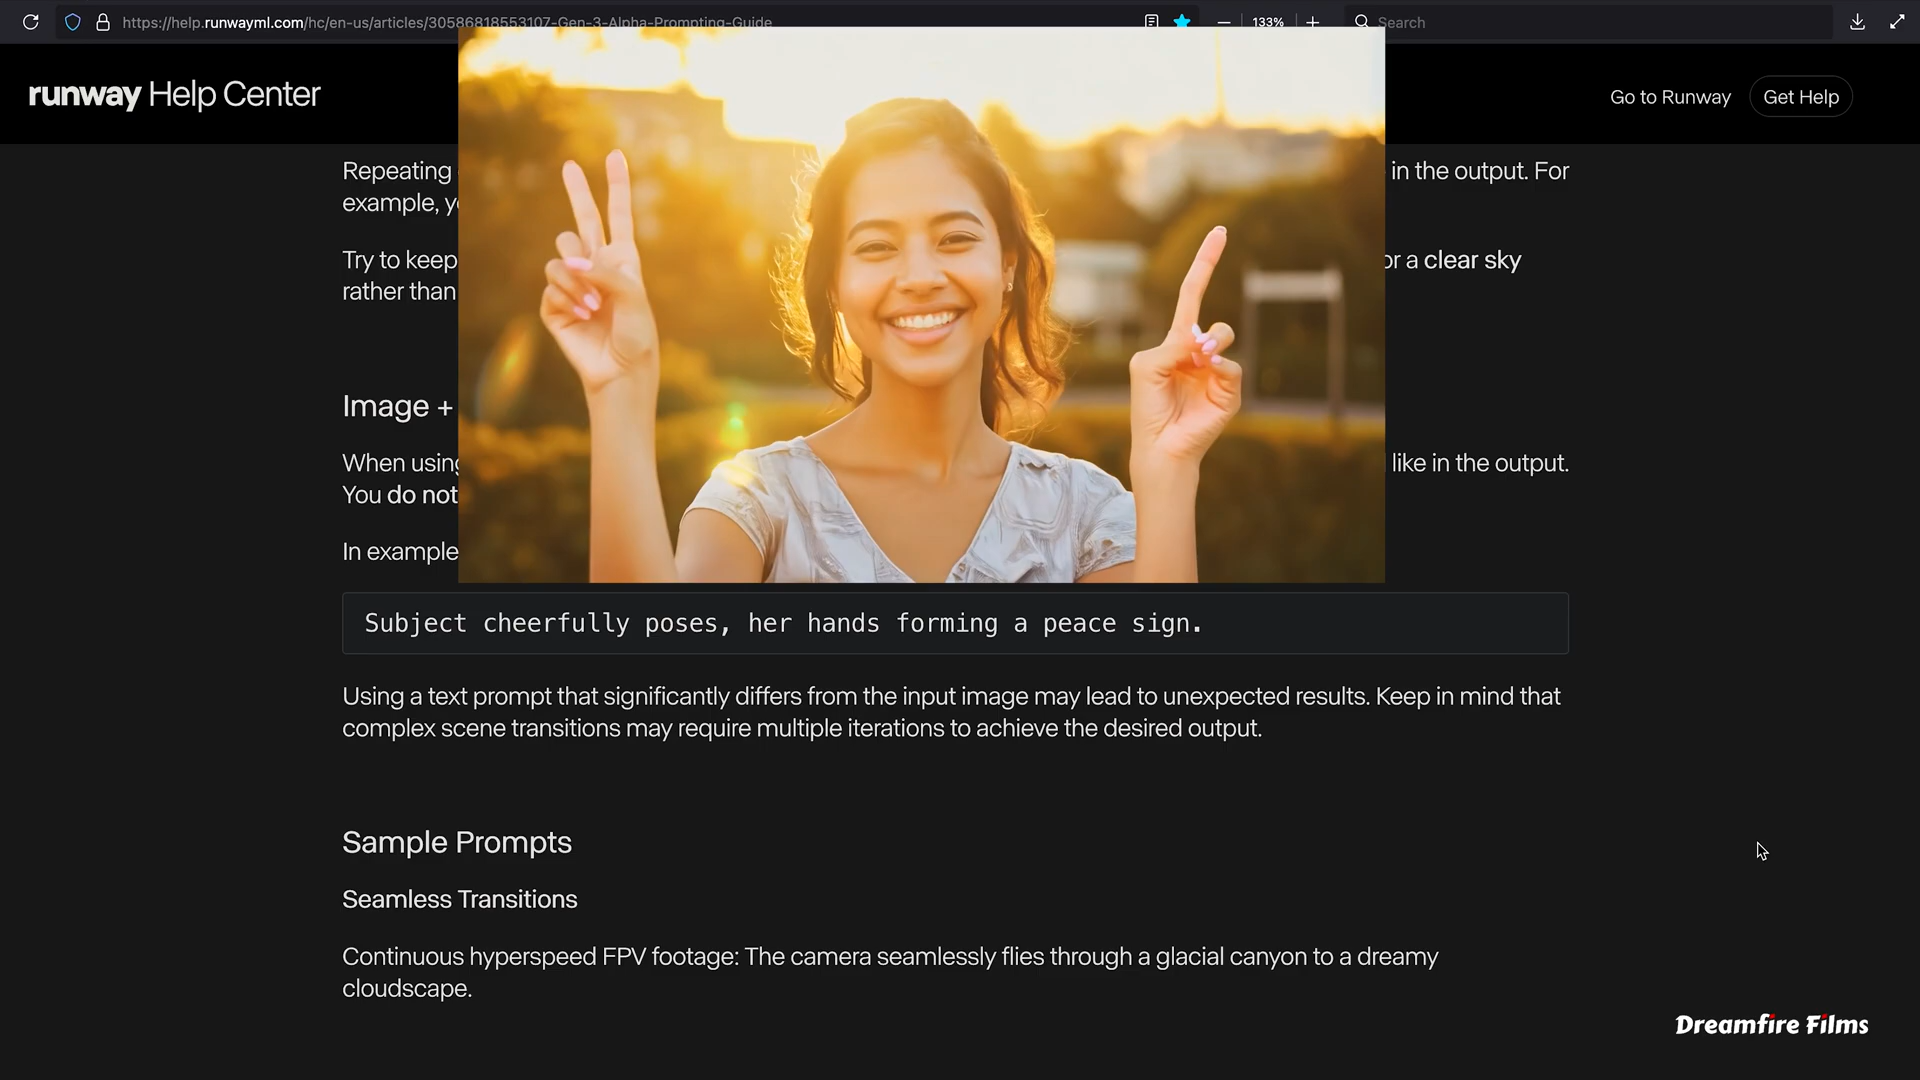 https://help.runwayml.com/hc/en-us/articles/30586818553107-Gen-3-Alpha-Prompting-Guide
133%
Search
runway Help Center
Go to Runway
Get Help
Repeating in the output. For
example,
Try to keep or a clear sky
rather than
Image +
When using like in the output.
You do not
In example
Subject cheerfully poses, her hands forming a peace sign.
Using a text prompt that significantly differs from the input image may lead to unexpected results. Keep in mind that
complex scene transitions may require multiple iterations to achieve the desired output.
Sample Prompts
Seamless Transitions
Continuous hyperspeed FPV footage: The camera seamlessly flies through a glacial canyon to a dreamy
cloudscape.
Dreamfire Films